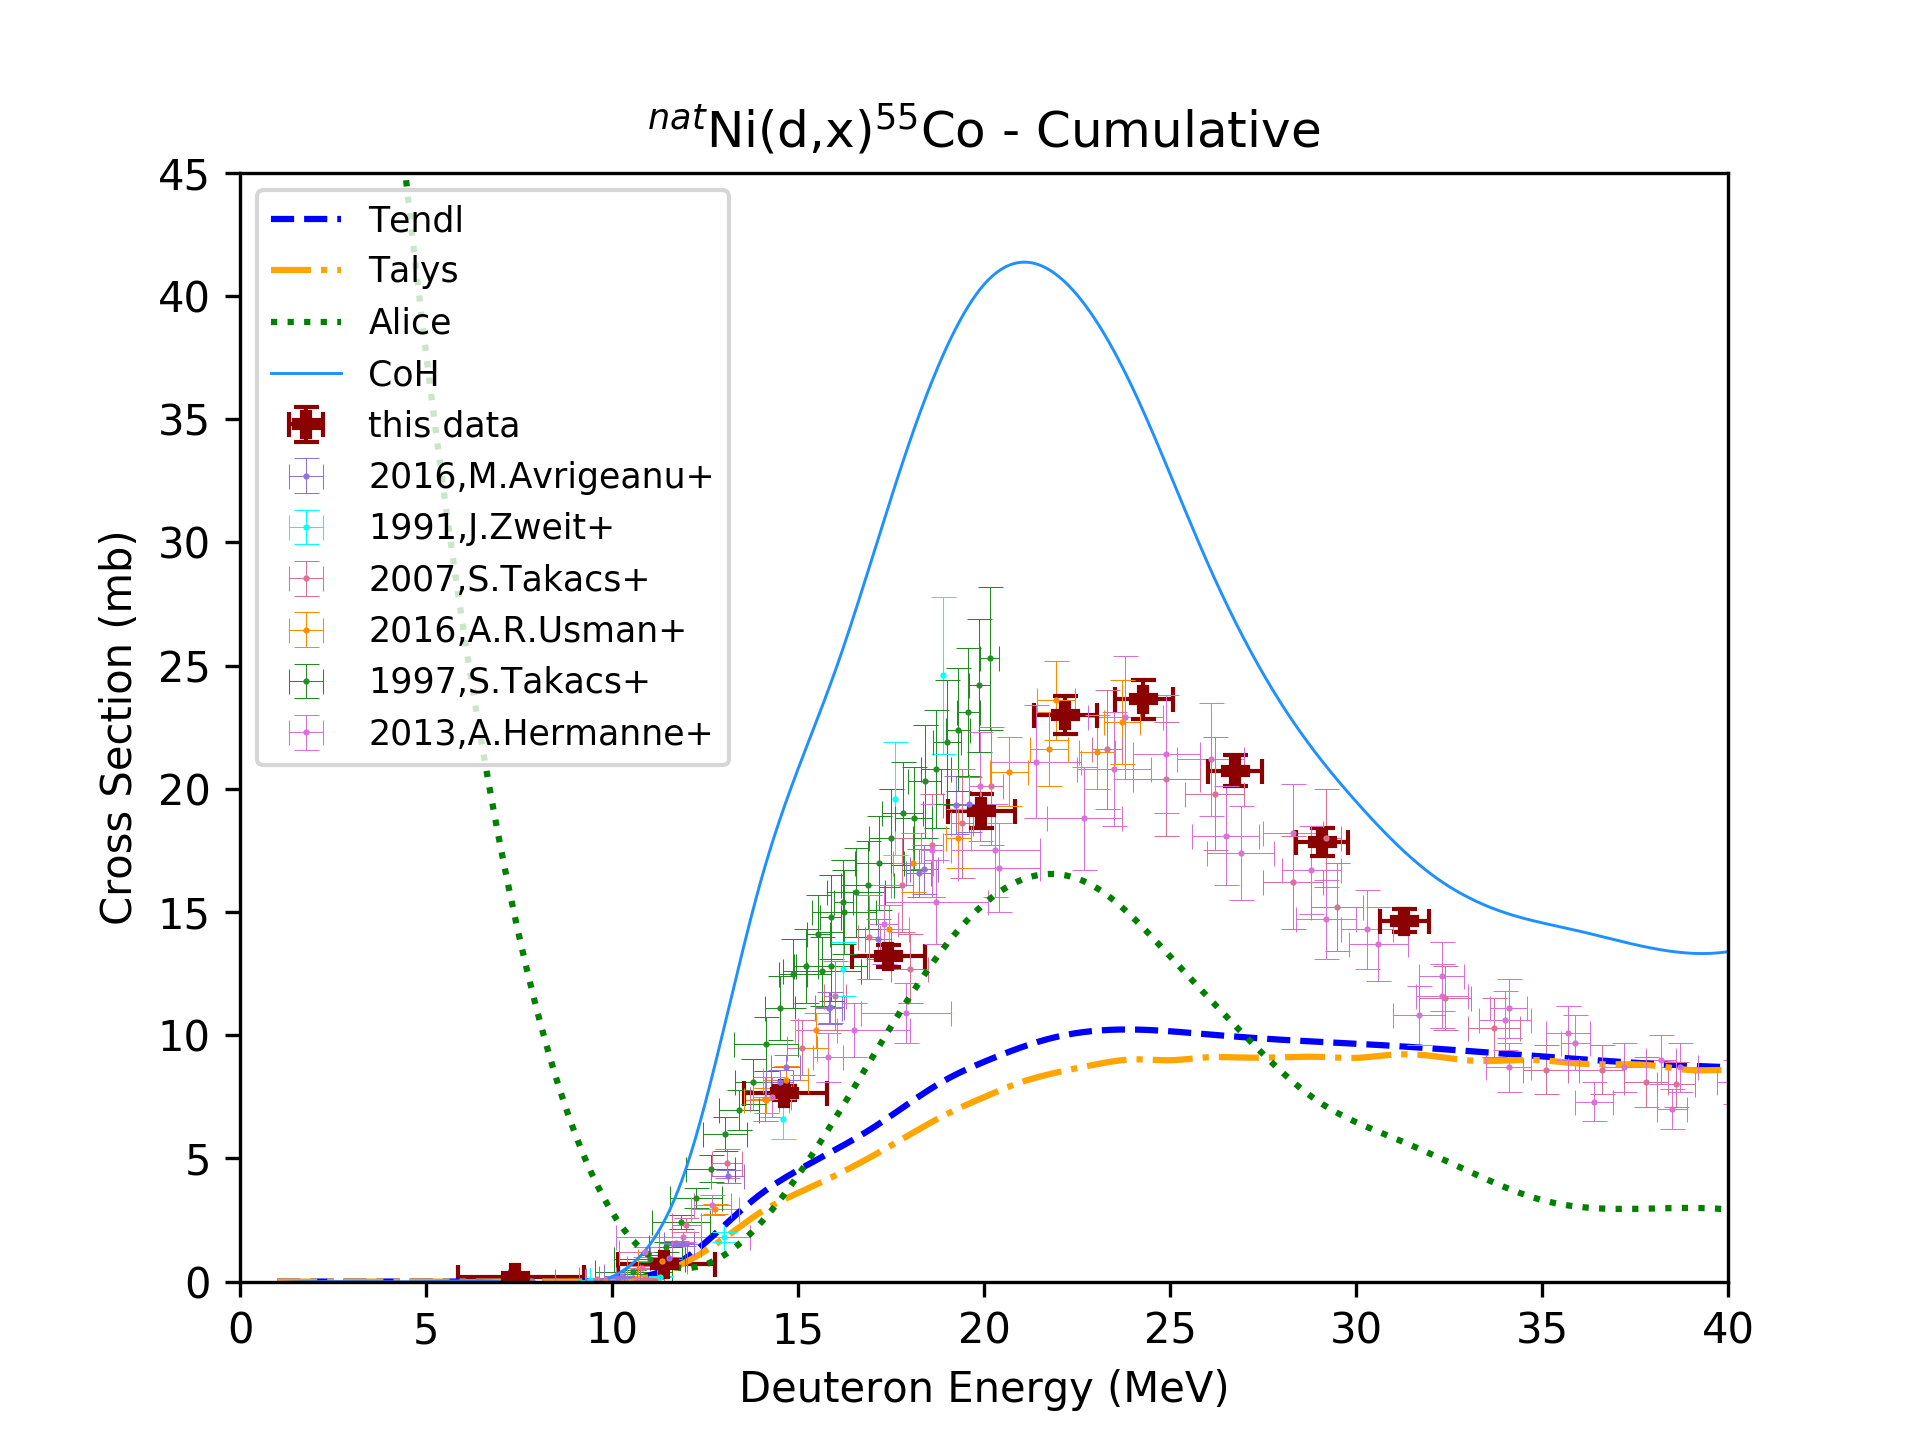 natNi(d,x)55Co - Cumulative
45
40
35
30
25
20
15
10
5
0
Cross Section (mb)
Tendl
Talys
Alice
CoH
this data
2016,M.Avrigeanu+
1991,J.Zweit+
2007,S.Takacs+
2016,A.R.Usman+
1997,S.Takacs+
2013,A.Hermanne+
0 5 10 15 20 25 30 35 40
Deuteron Energy (MeV)